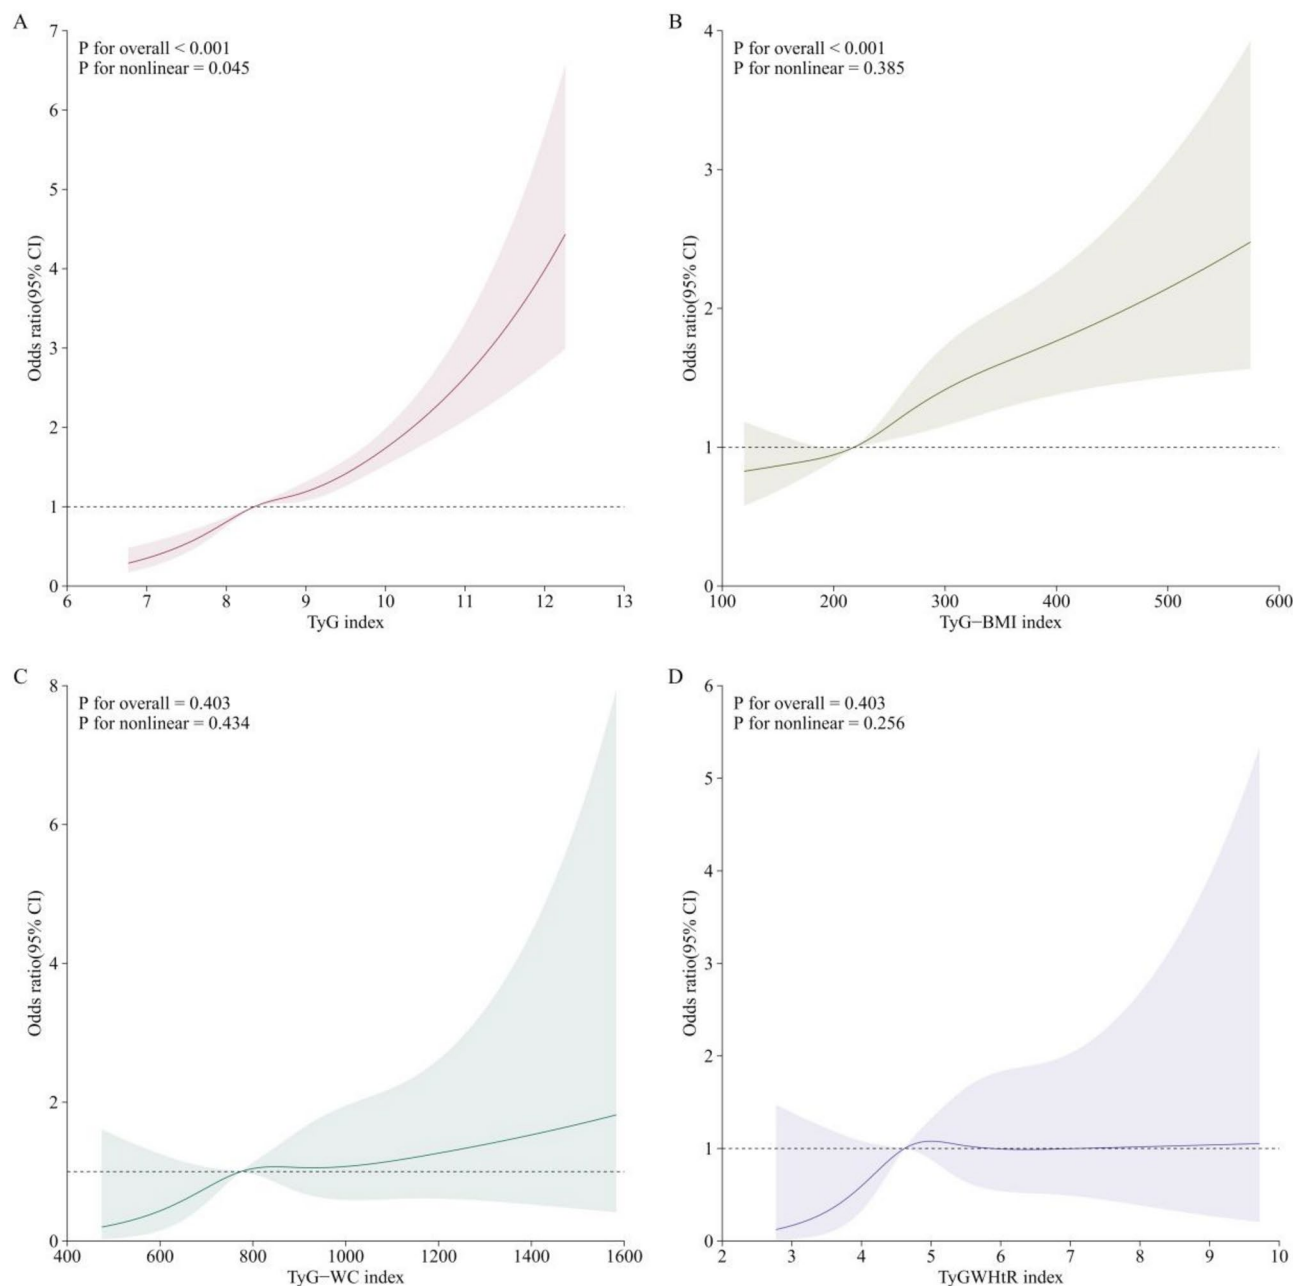 A
P for overall < 0.001
P for nonlinear = 0.045
7
6
5
4
3
2
1
0
Odds ratio(95% CI)
6 7 8 9 10 11 12 13
TyG index
B
P for overall < 0.001
P for nonlinear = 0.385
4
3
2
1
0
Odds ratio(95% CI)
100 200 300 400 500 600
TyG−BMI index
C
P for overall = 0.403
P for nonlinear = 0.434
8
6
4
2
0
Odds ratio(95% CI)
400 600 800 1000 1200 1400 1600
TyG−WC index
D
P for overall = 0.403
P for nonlinear = 0.256
6
5
4
3
2
1
0
Odds ratio(95% CI)
2 3 4 5 6 7 8 9 10
TyGWHtR index